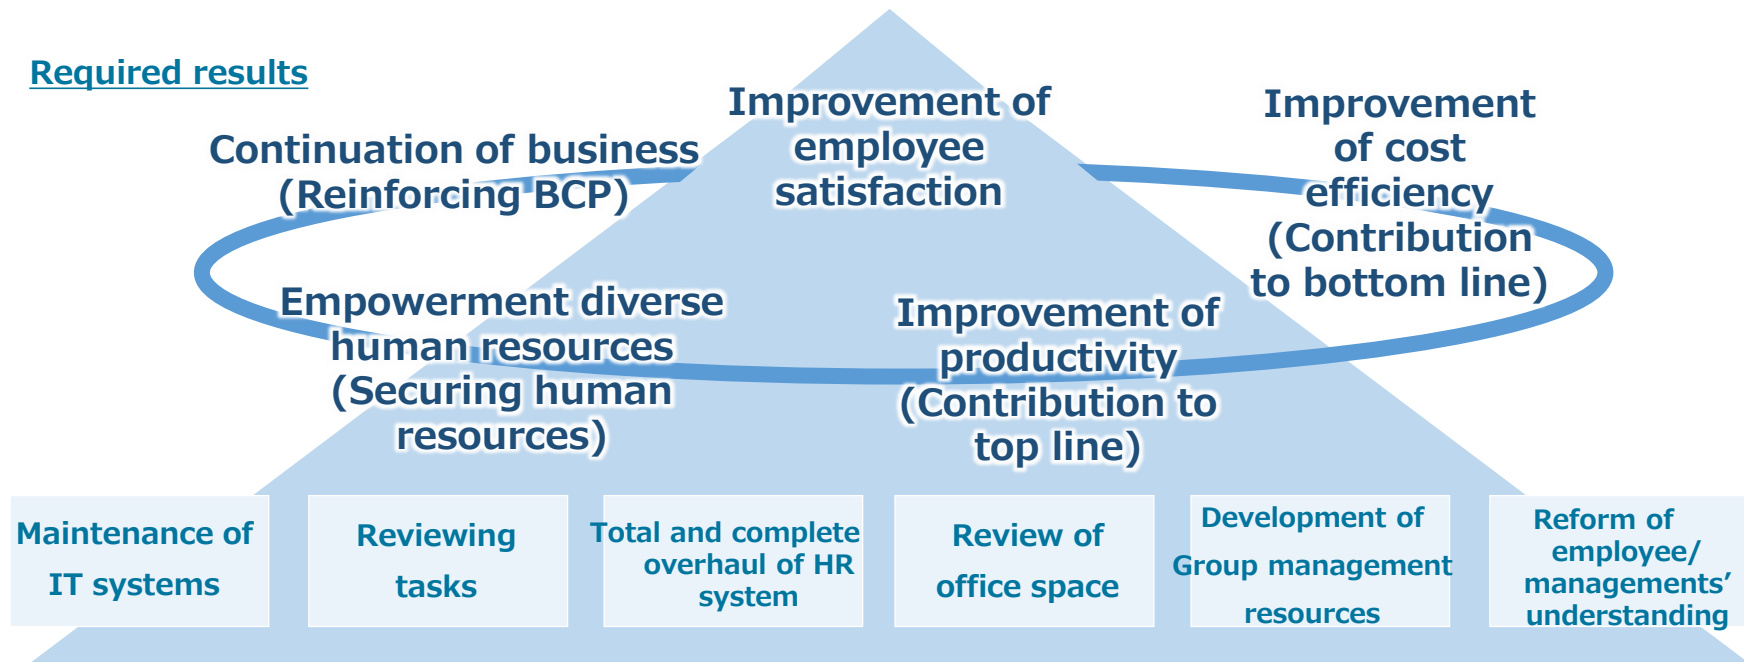 Required results
Continuation of business
(Reinforcing BCP)
Improvement of
employee
satisfaction
Improvement
of cost
efficiency
(Contribution
to bottom line)
Empowerment diverse
human resources
(Securing human
resources)
Improvement of
productivity
(Contribution to
top line)
Maintenance of
IT systems
Reviewing
tasks
Total and complete
overhaul of HR
system
Review of
office space
Development of
Group management
resources
Reform of
employee/
managements’
understanding